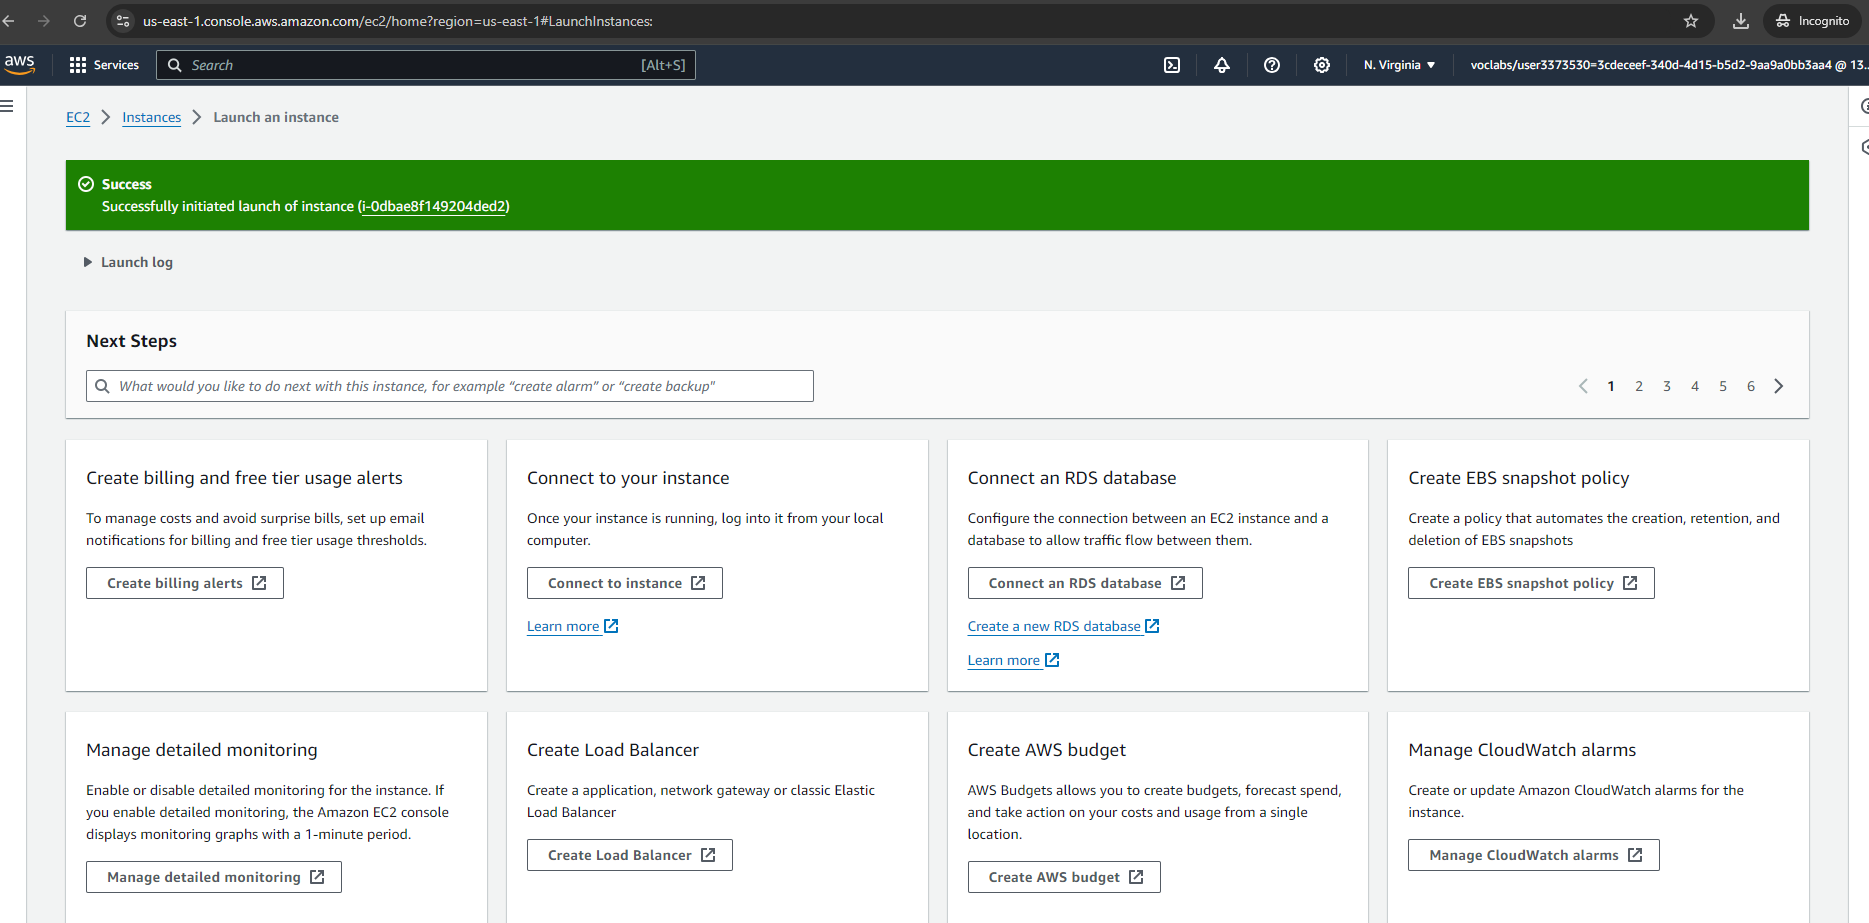 us-east-1.console.aws.amazon.com/ec2/home?region=us-east-1#LaunchInstances:
Incognito
aws
Services
Search
[Alt+S]
N. Virginia
voclabs/user3373530=3cdeceef-340d-4d15-b5d2-9aa9a0bb3aa4 @ 13..
EC2
Instances
Launch an instance
Success
Successfully initiated launch of instance (i-0dbae8f149204ded2)
Launch log
Next Steps
What would you like to do next with this instance, for example “create alarm” or “create backup"
1 2 3 4 5 6
Create billing and free tier usage alerts
To manage costs and avoid surprise bills, set up email
notifications for billing and free tier usage thresholds.
Create billing alerts
Connect to your instance
Once your instance is running, log into it from your local
computer.
Connect to instance
Learn more
Connect an RDS database
Configure the connection between an EC2 instance and a
database to allow traffic flow between them.
Connect an RDS database
Create a new RDS database
Learn more
Create EBS snapshot policy
Create a policy that automates the creation, retention, and
deletion of EBS snapshots
Create EBS snapshot policy
Manage detailed monitoring
Enable or disable detailed monitoring for the instance. If
you enable detailed monitoring, the Amazon EC2 console
displays monitoring graphs with a 1-minute period.
Manage detailed monitoring
Create Load Balancer
Create a application, network gateway or classic Elastic
Load Balancer
Create Load Balancer
Create AWS budget
AWS Budgets allows you to create budgets, forecast spend,
and take action on your costs and usage from a single
location.
Create AWS budget
Manage CloudWatch alarms
Create or update Amazon CloudWatch alarms for the
instance.
Manage CloudWatch alarms